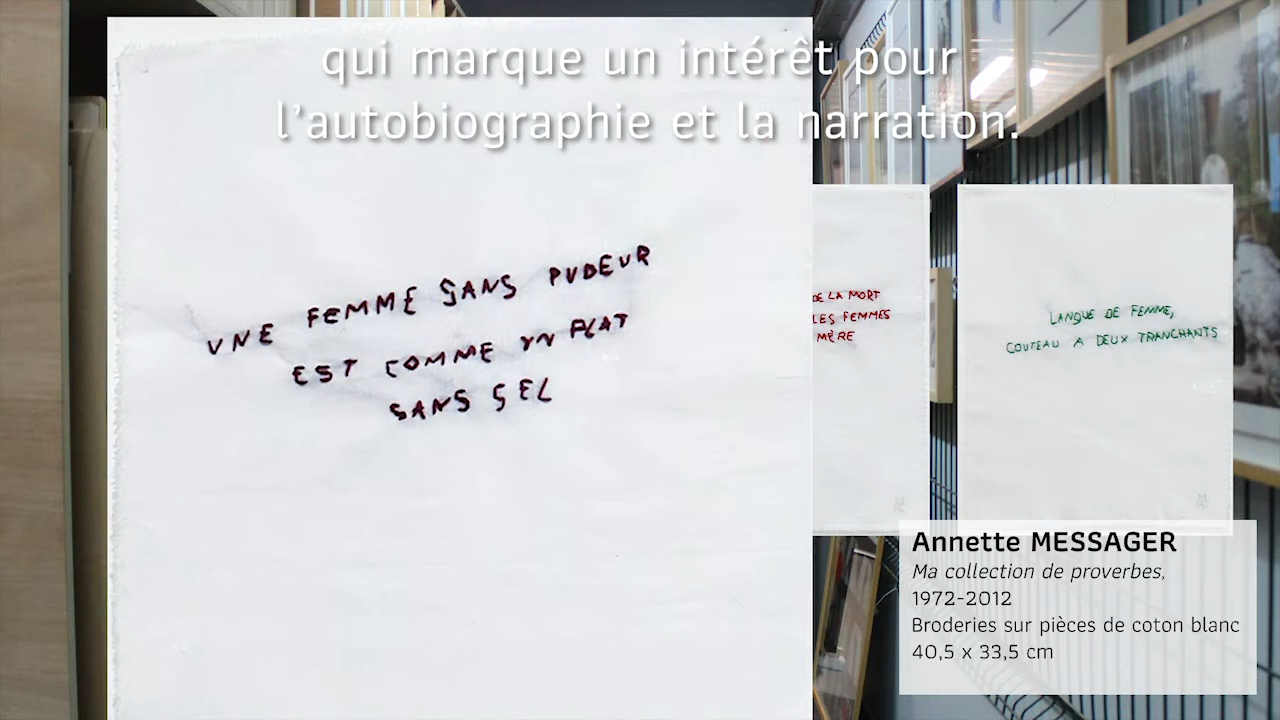 qui marque un intérêt pour
l'autobiographie et la narration.
UNE FEMME SANS PUDEUR
EST COMME UN PLAT
SANS SEL
DE LA MORT
LES FEMMES
MÈRE
LANGUE DE FEMME,
COUTEAU A DEUX TRANCHANTS
Annette MESSAGER
Ma collection de proverbes,
1972-2012
Broderies sur pièces de coton blanc
40,5 x 33,5 cm